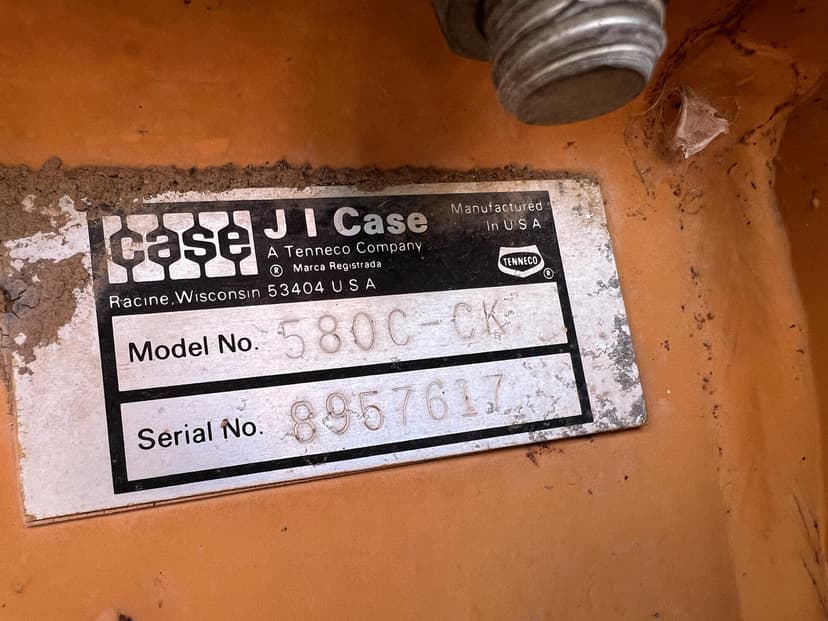 case
J I Case
A Tenneco Company
® Marca Registrada
Racine, Wisconsin 53404 U S A
Manufactured
In U S A
TENNECO ®
Model No. 580C-CK
Serial No. 8957617